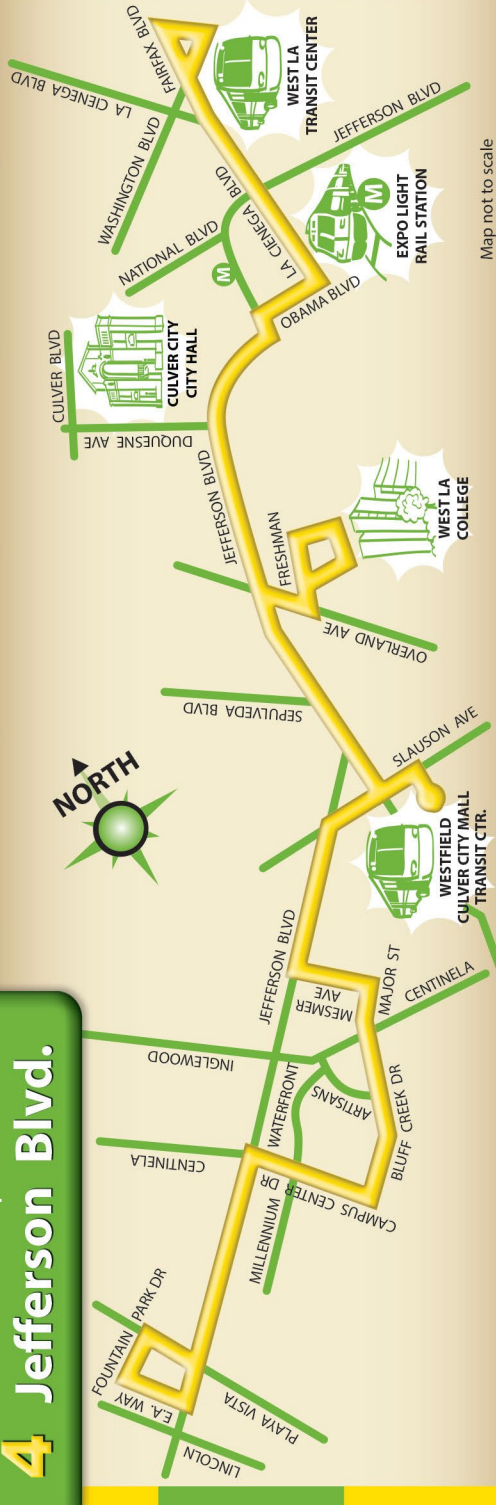 4 Jefferson Blvd.
NORTH
LINCOLN
E.A. WAY
FOUNTAIN PARK DR
PLAYA VISTA
CENTINELA
MILLENNIUM
CAMPUS CENTER DR
WATERFRONT
ARTISANS
BLUFF CREEK DR
INGLEWOOD
JEFFERSON BLVD
MESMER
AVE
MAJOR ST
CENTINELA
WESTFIELD
CULVER CITY MALL
TRANSIT CTR.
SLAUSON AVE
SEPULVEDA BLVD
OVERLAND AVE
FRESHMAN
WEST LA
COLLEGE
JEFFERSON BLVD
DUQUESNE AVE
CULVER BLVD
CULVER CITY
CITY HALL
OBAMA BLVD
M
NATIONAL BLVD
LA CIENEGA BLVD
EXPO LIGHT
RAIL STATION
M
JEFFERSON BLVD
WASHINGTON BLVD
LA CIENEGA BLVD
FAIRFAX BLVD
WEST LA
TRANSIT CENTER
Map not to scale